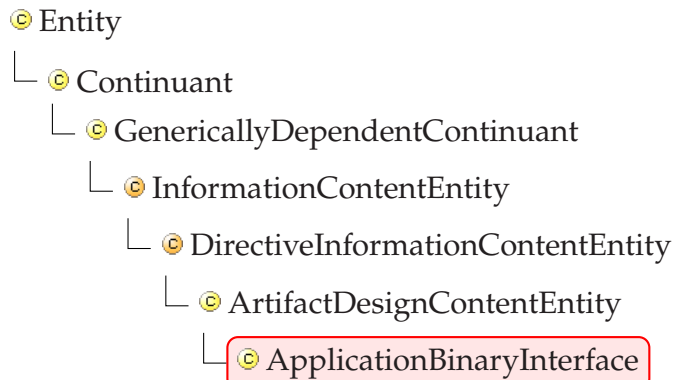 Entity
Continuant
GenericallyDependentContinuant
InformationContentEntity
DirectiveInformationContentEntity
ArtifactDesignContentEntity
ApplicationBinaryInterface